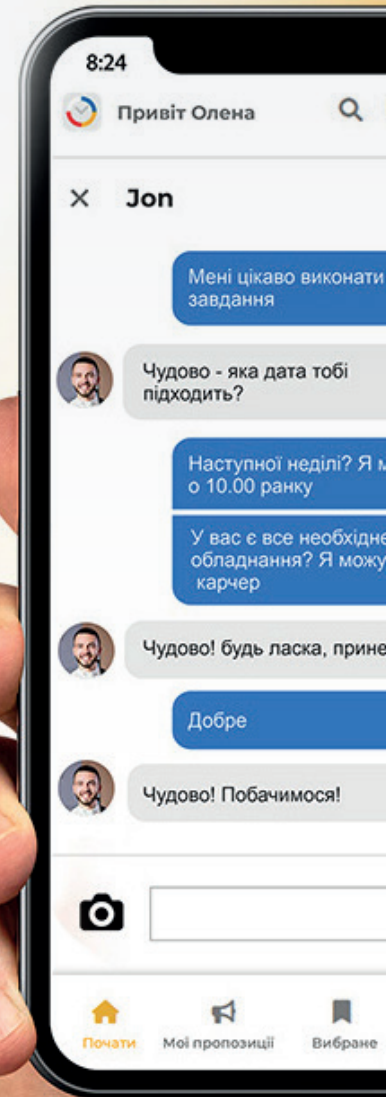 8:24
Привіт Олена
Jon
Мені цікаво виконати
завдання
Чудово - яка дата тобі
підходить?
Наступної неділі? Я
о 10.00 ранку
У вас є все необхідне
обладнання? Я можу
карчер
Чудово! будь ласка,
Добре
Чудово! Побачимося!
Почати
Мої пропозиції
Вибране